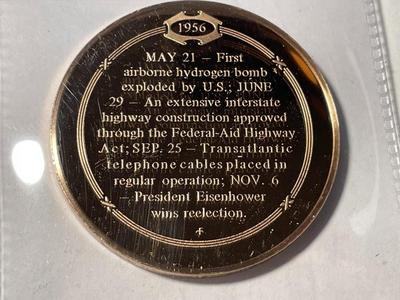 1956
MAY 21 – First
airborne hydrogen bomb
exploded by U.S.; JUNE
29 – An extensive interstate
highway construction approved
through the Federal-Aid Highway
Act; SEP. 25 – Transatlantic
telephone cables placed in
regular operation; NOV. 6
– President Eisenhower
wins reelection.